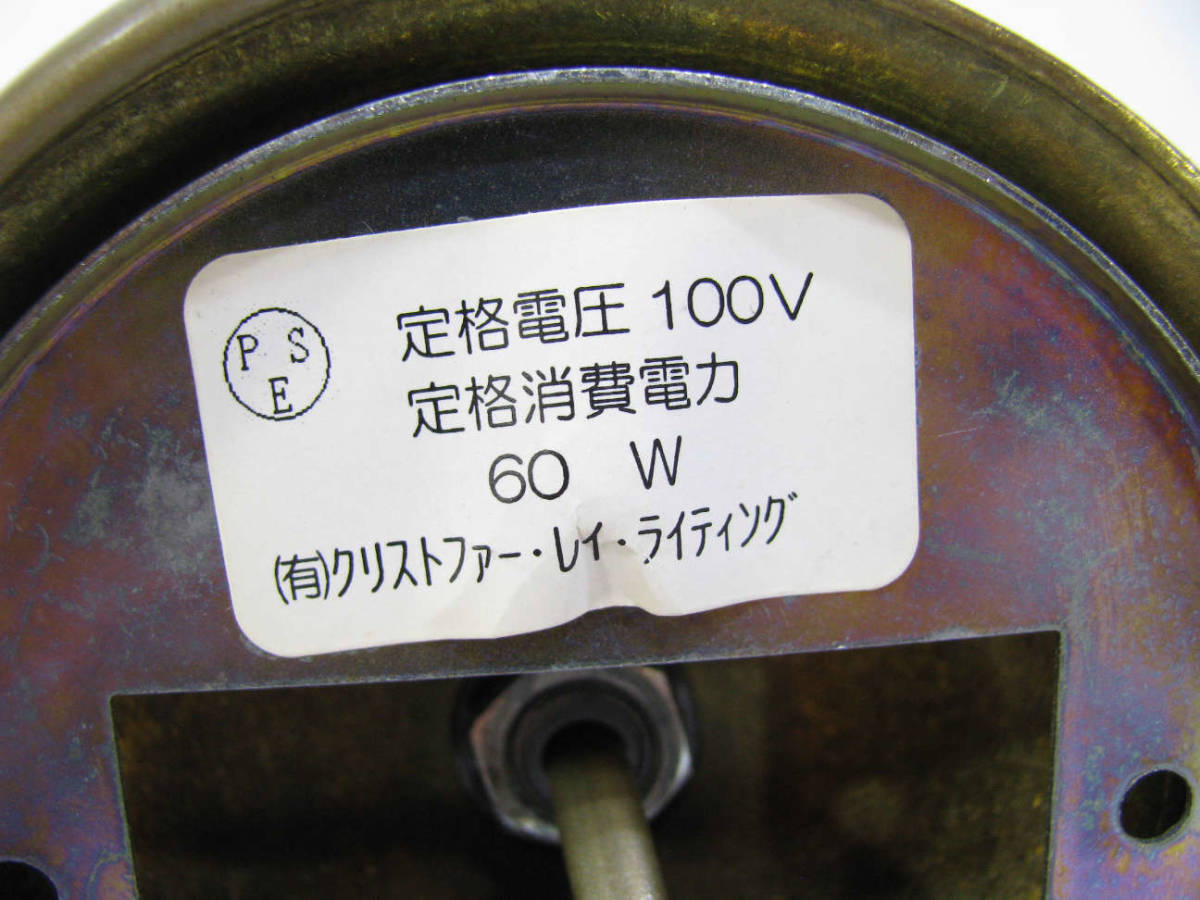 PSE
定格電圧 100V
定格消費電力
60 W
(有)クリストファー・レイ・ライティング